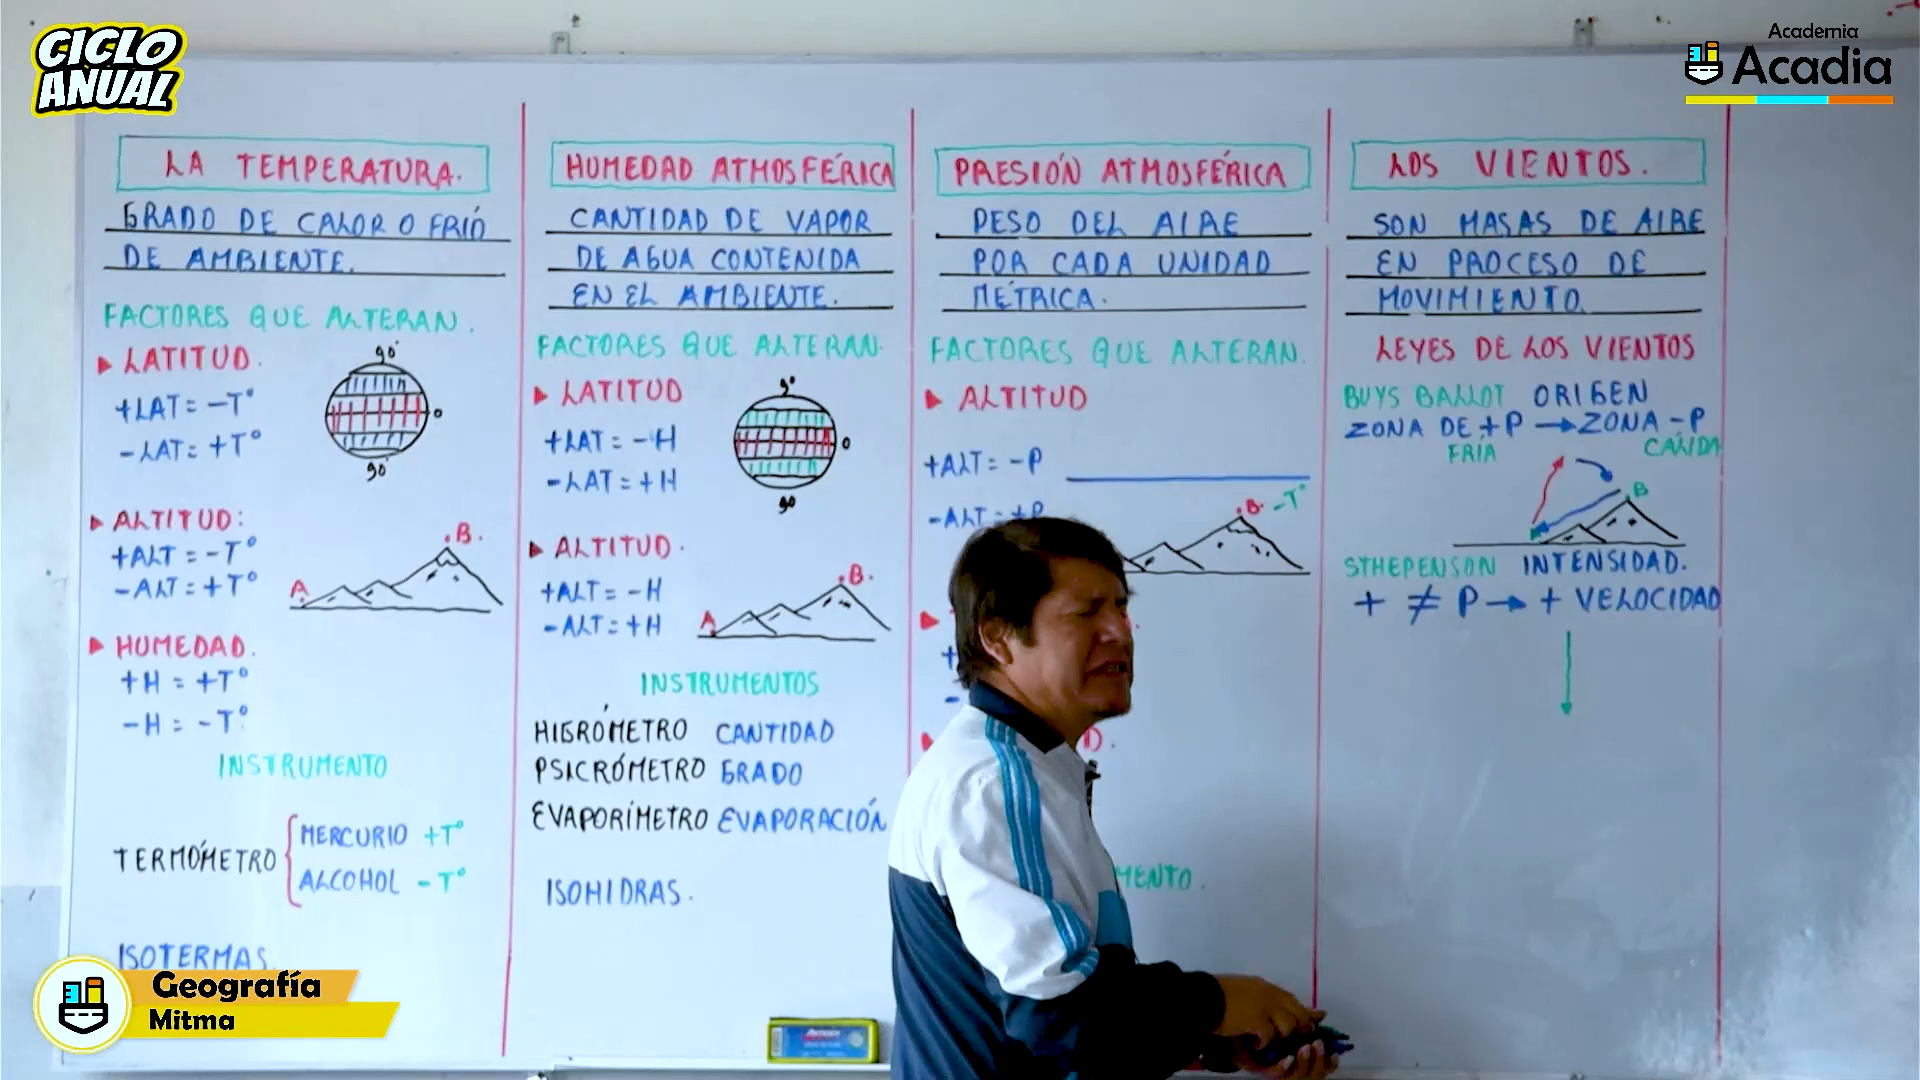 CICLO
ANUAL
Academia
Acadia
LA TEMPERATURA.
GRADO DE CALOR O FRIÓ
DE AMBIENTE.
FACTORES QUE ALTERAN.
LATITUD.
+LAT = -T°
-LAT = +T°
90°
0
90°
ALTITUD:
+ALT = -T°
-ALT = +T°
A
B.
HUMEDAD.
+H = +T°
-H = -T°
INSTRUMENTO
TERMÓMETRO
MERCURIO +T°
ALCOHOL -T°
ISOTERMAS.
HUMEDAD ATMOSFÉRICA
CANTIDAD DE VAPOR
DE AGUA CONTENIDA
EN EL AMBIENTE.
FACTORES QUE ALTERAN.
LATITUD
+LAT = -H
-LAT = +H
9°
0
90
ALTITUD.
+ALT = -H
-ALT = +H
A
B.
INSTRUMENTOS
HIGRÓMETRO CANTIDAD
PSICRÓMETRO GRADO
EVAPORÍMETRO EVAPORACIÓN
ISOHIDRAS.
PRESIÓN ATMOSFÉRICA
PESO DEL AIRE
POR CADA UNIDAD
MÉTRICA.
FACTORES QUE ALTERAN.
ALTITUD
+ALT = -P
-ALT = +P
B -T°
MENTO.
LOS VIENTOS.
SON MASAS DE AIRE
EN PROCESO DE
MOVIMIENTO.
LEYES DE LOS VIENTOS
BUYS BALLOT ORIGEN
ZONA DE +P → ZONA -P
FRÍA CALIDA
B
STHEPENSON INTENSIDAD.
+ ≠ P → + VELOCIDAD
Geografía
Mitma